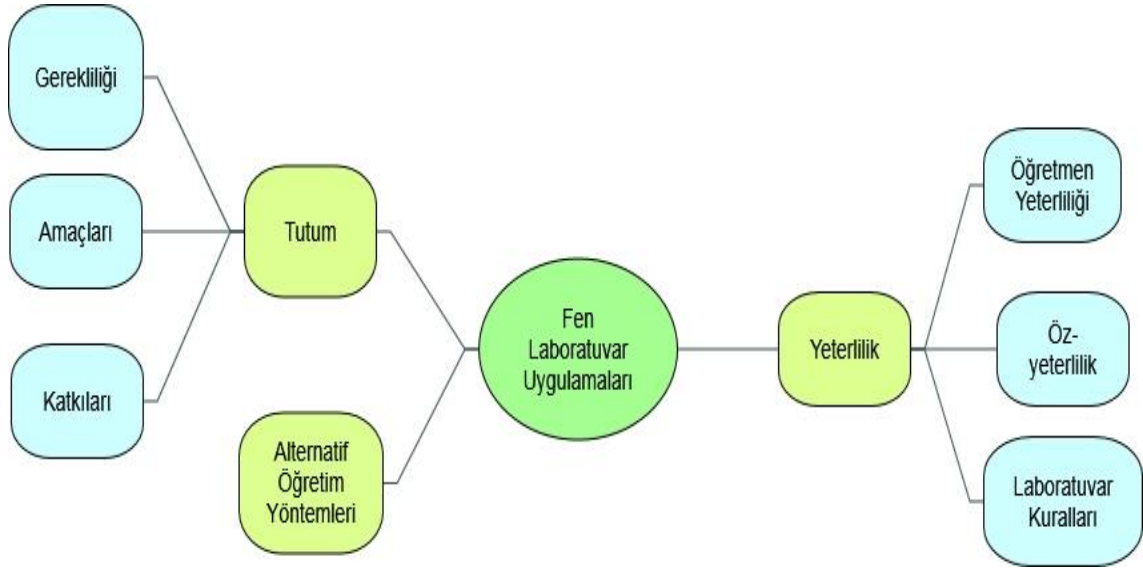 Gerekliliği
Amaçları
Katkıları
Tutum
Alternatif
Öğretim
Yöntemleri
Fen
Laboratuvar
Uygulamaları
Yeterlilik
Öğretmen
Yeterliliği
Öz-
yeterlilik
Laboratuvar
Kuralları